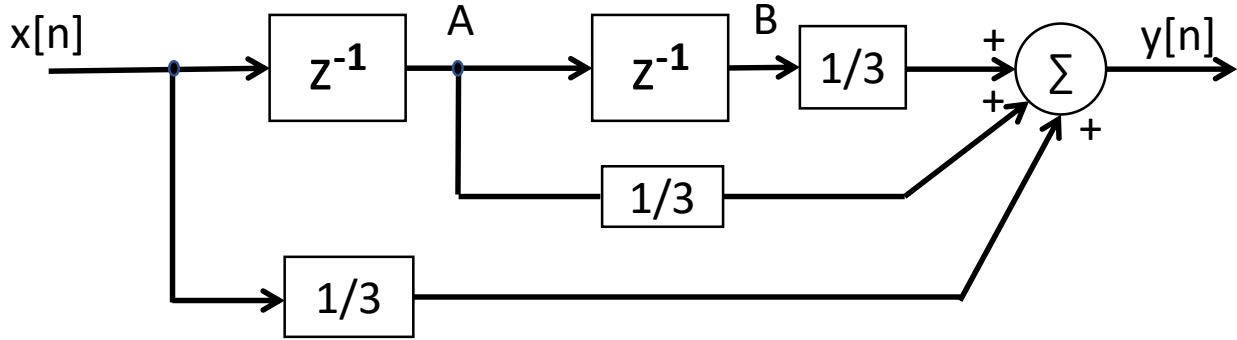 x[n]
z⁻¹
A
z⁻¹
B
1/3
+
+
+
∑
y[n]
1/3
1/3